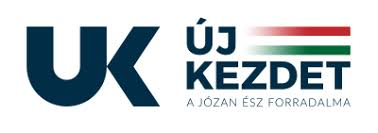 UK
ÚJ
KEZDET
A JÓZAN ÉSZ FORRADALMA